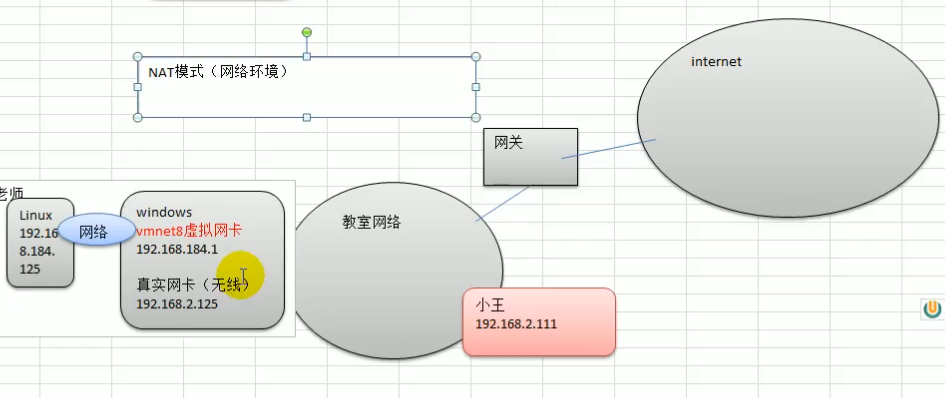 NAT模式（网络环境）
internet
网关
老师
Linux
192.16
8.184.
125
网络
windows
vmnet8虚拟网卡
192.168.184.1
真实网卡（无线）
192.168.2.125
教室网络
小王
192.168.2.111